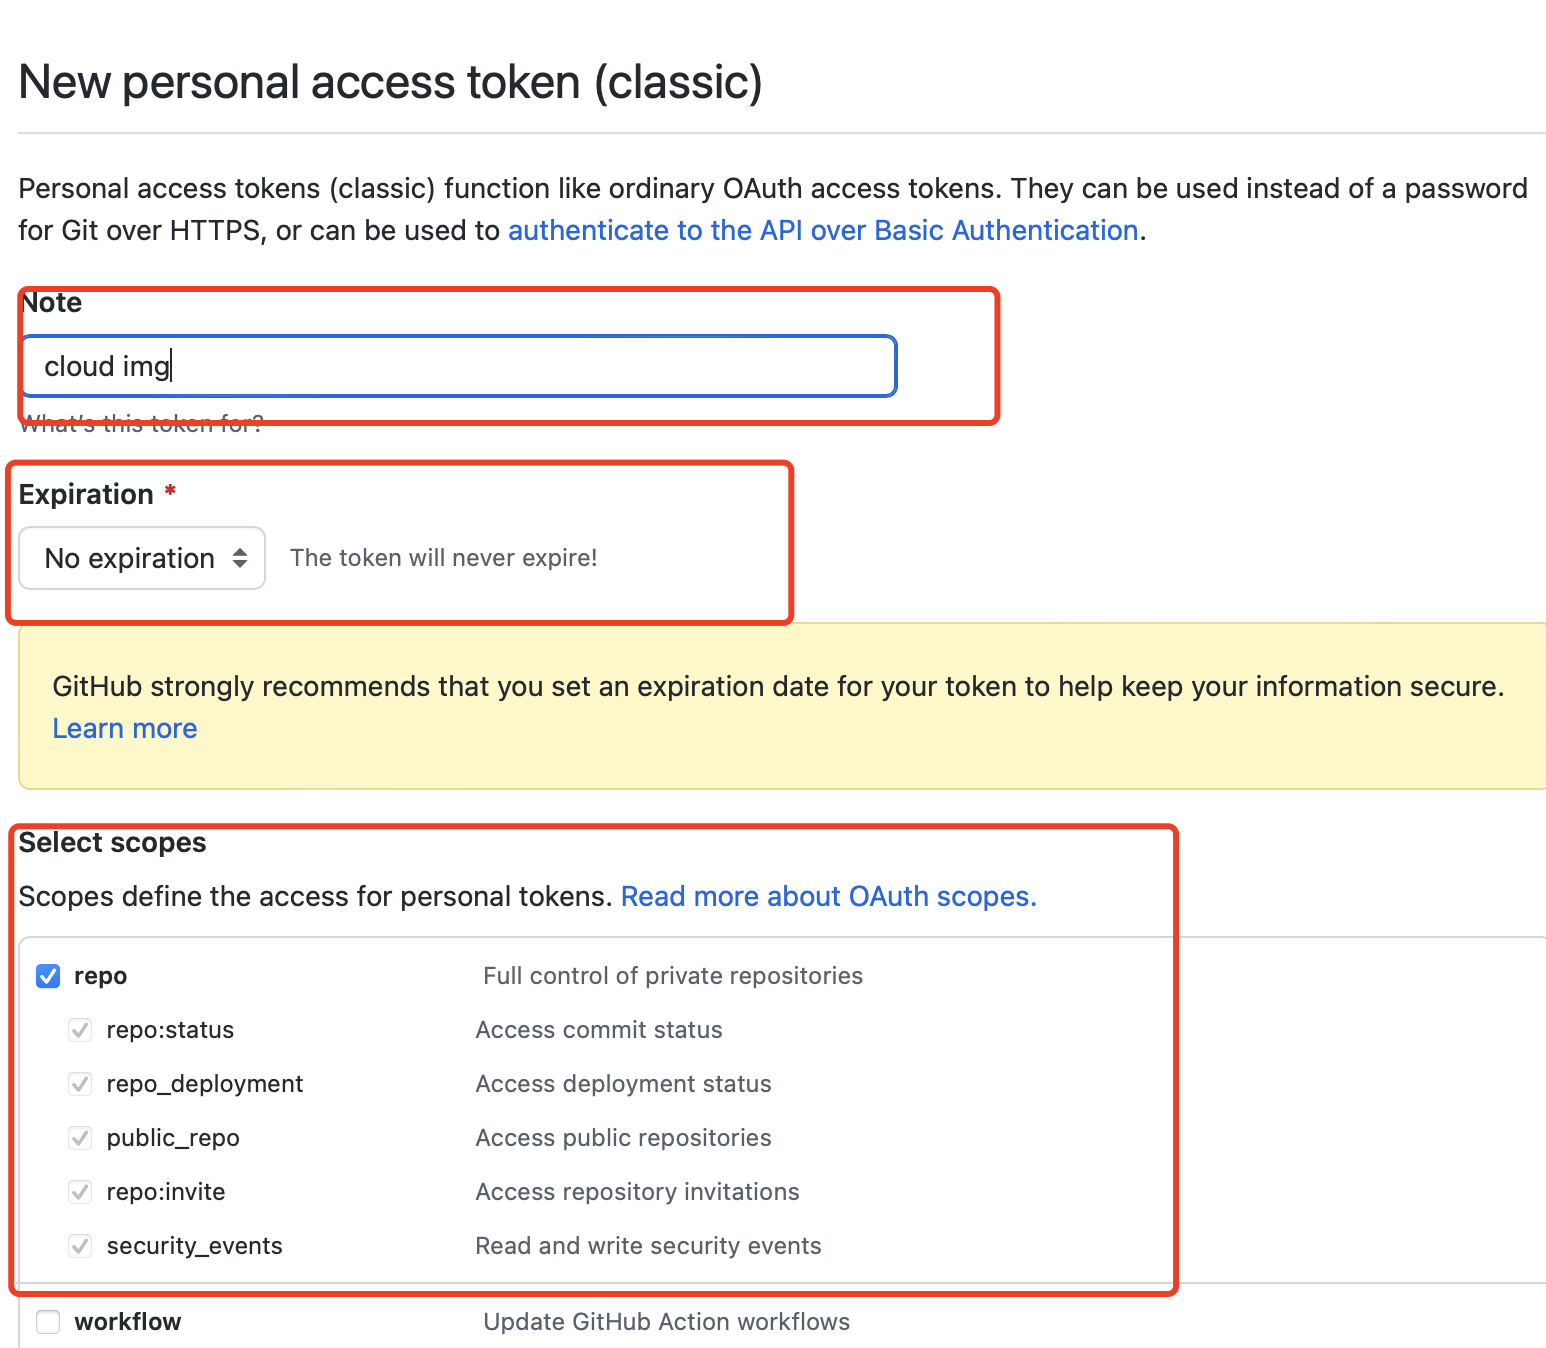 New personal access token (classic)
Personal access tokens (classic) function like ordinary OAuth access tokens. They can be used instead of a password
for Git over HTTPS, or can be used to authenticate to the API over Basic Authentication.
Note
cloud img
What's this token for?
Expiration *
No expiration The token will never expire!
GitHub strongly recommends that you set an expiration date for your token to help keep your information secure.
Learn more
Select scopes
Scopes define the access for personal tokens. Read more about OAuth scopes.
repo Full control of private repositories
repo:status Access commit status
repo_deployment Access deployment status
public_repo Access public repositories
repo:invite Access repository invitations
security_events Read and write security events
workflow Update GitHub Action workflows